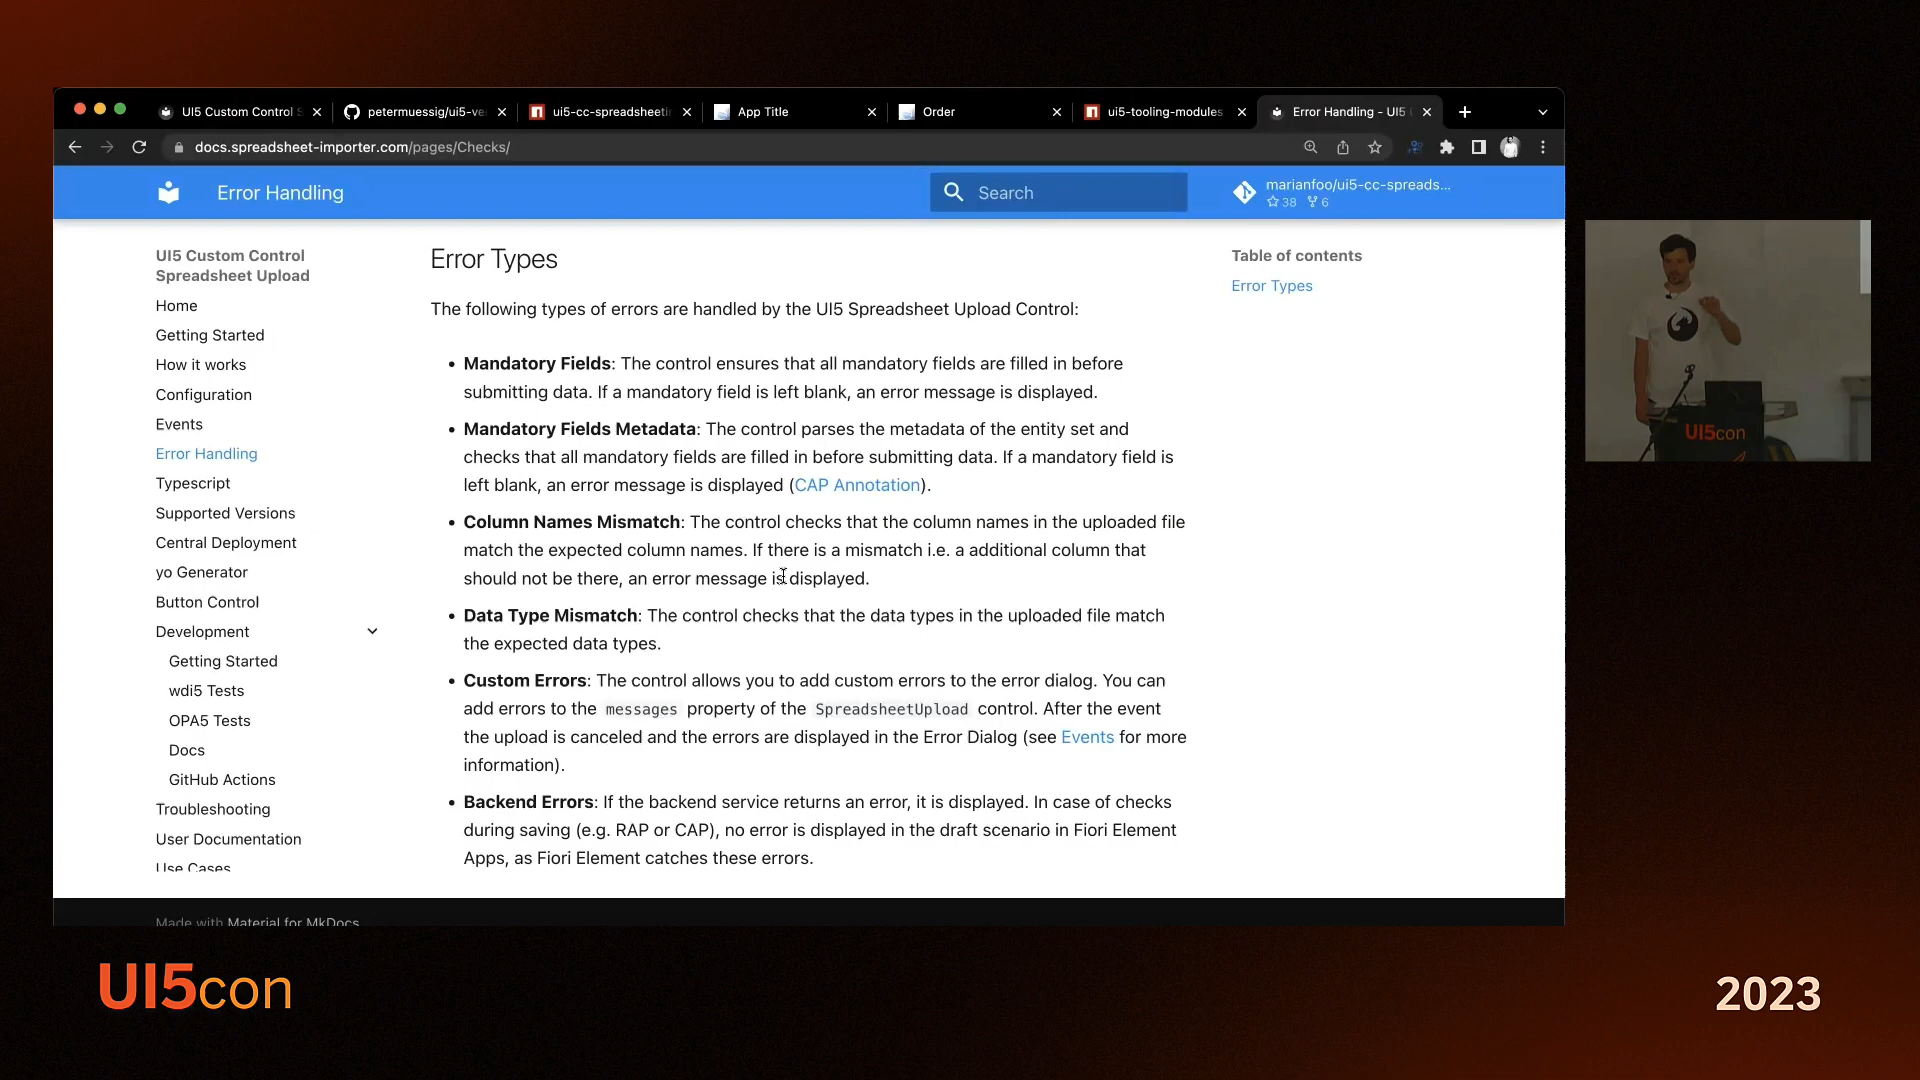 UI5 Custom Control S
petermuessig/ui5-ve
ui5-cc-spreadsheeti
App Title
Order
ui5-tooling-modules
Error Handling - UI5
docs.spreadsheet-importer.com/pages/Checks/
Error Handling
Search
marianfoo/ui5-cc-spreads...
38 6
UI5 Custom Control
Spreadsheet Upload
Home
Getting Started
How it works
Configuration
Events
Error Handling
Typescript
Supported Versions
Central Deployment
yo Generator
Button Control
Development
Getting Started
wdi5 Tests
OPA5 Tests
Docs
GitHub Actions
Troubleshooting
User Documentation
Use Cases
Error Types
The following types of errors are handled by the UI5 Spreadsheet Upload Control:
• Mandatory Fields: The control ensures that all mandatory fields are filled in before
submitting data. If a mandatory field is left blank, an error message is displayed.
• Mandatory Fields Metadata: The control parses the metadata of the entity set and
checks that all mandatory fields are filled in before submitting data. If a mandatory field is
left blank, an error message is displayed (CAP Annotation).
• Column Names Mismatch: The control checks that the column names in the uploaded file
match the expected column names. If there is a mismatch i.e. a additional column that
should not be there, an error message is displayed.
• Data Type Mismatch: The control checks that the data types in the uploaded file match
the expected data types.
• Custom Errors: The control allows you to add custom errors to the error dialog. You can
add errors to the messages property of the SpreadsheetUpload control. After the event
the upload is canceled and the errors are displayed in the Error Dialog (see Events for more
information).
• Backend Errors: If the backend service returns an error, it is displayed. In case of checks
during saving (e.g. RAP or CAP), no error is displayed in the draft scenario in Fiori Element
Apps, as Fiori Element catches these errors.
Table of contents
Error Types
Made with Material for MkDocs
UI5con
UI5con
2023